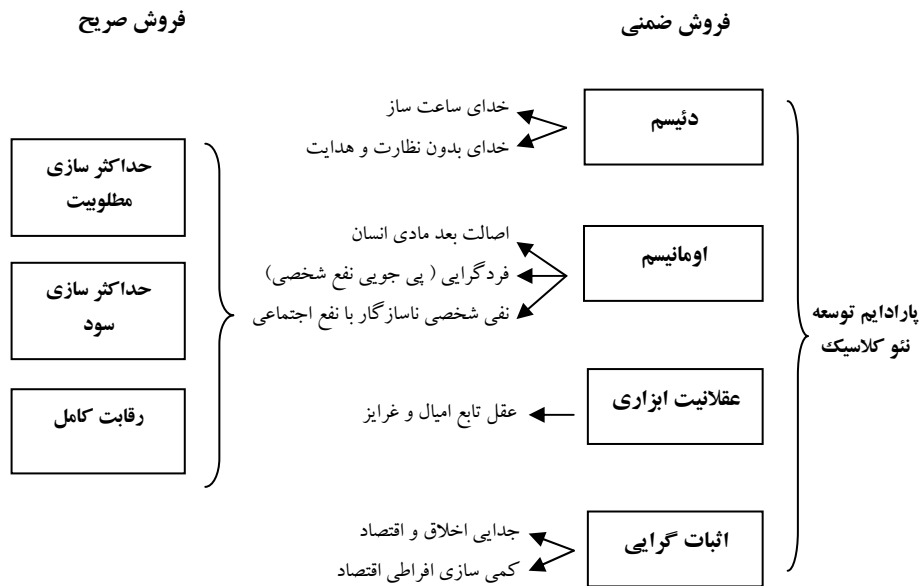 فروش ضمنی
فروش صریح
پارادایم توسعه
نئو کلاسیک
دئیسم
خدای ساعت ساز
خدای بدون نظارت و هدایت
اومانیسم
اصالت بعد مادی انسان
فردگرایی ( پی جویی نفع شخصی)
نفی شخصی ناسازگار با نفع اجتماعی
عقلانیت ابزاری
عقل تابع امیال و غرایز
اثبات گرایی
جدایی اخلاق و اقتصاد
کمی سازی افراطی اقتصاد
حداکثر سازی
مطلوبیت
حداکثر سازی
سود
رقابت کامل